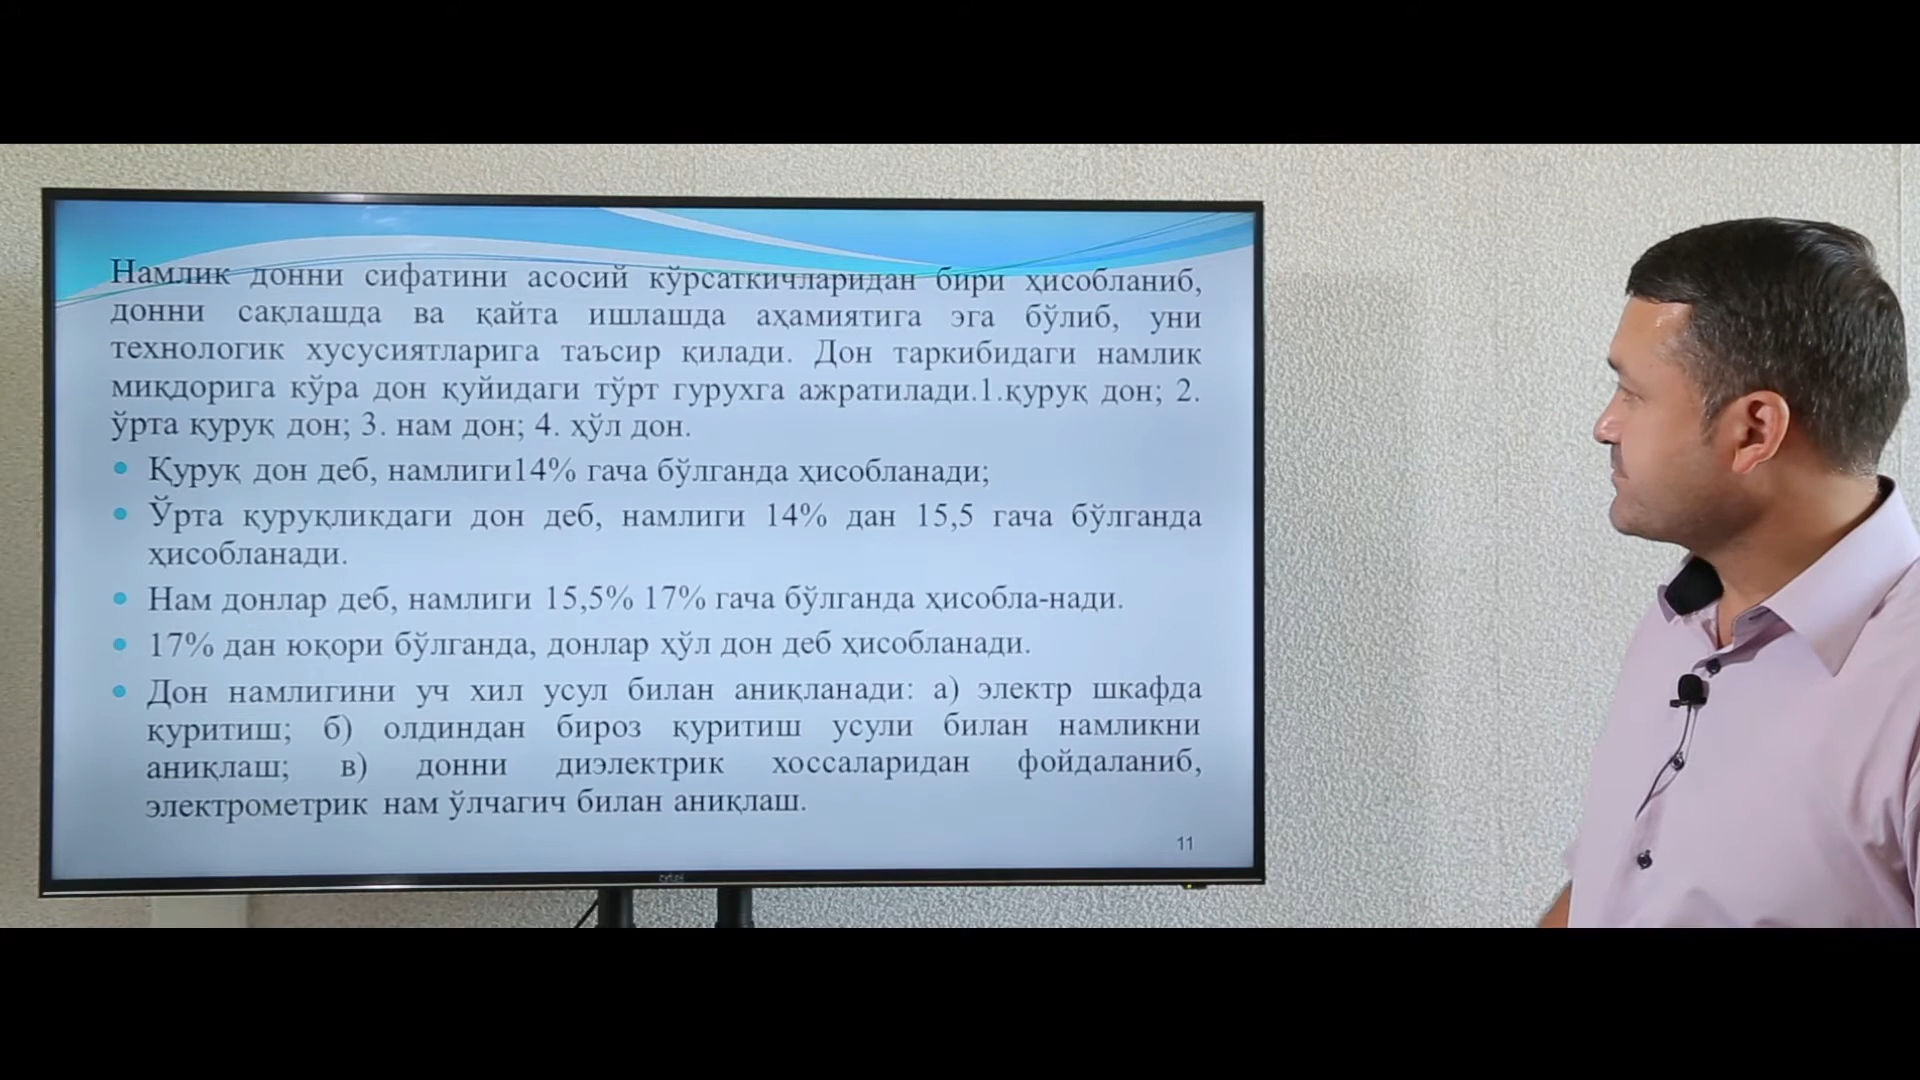 Намлик донни сифатини асосий кўрсаткичларидан бири ҳисобланиб,
донни сақлашда ва қайта ишлашда аҳамиятига эга бўлиб, уни
технологик хусусиятларига таъсир қилади. Дон таркибидаги намлик
миқдорига кўра дон қуйидаги тўрт гурухга ажратилади.1.қуруқ дон; 2.
ўрта қуруқ дон; 3. нам дон; 4. ҳўл дон.
• Қуруқ дон деб, намлиги14% гача бўлганда ҳисобланади;
• Ўрта қуруқликдаги дон деб, намлиги 14% дан 15,5 гача бўлганда
ҳисобланади.
• Нам донлар деб, намлиги 15,5% 17% гача бўлганда ҳисобла-нади.
• 17% дан юқори бўлганда, донлар ҳўл дон деб ҳисобланади.
• Дон намлигини уч хил усул билан аниқланади: а) электр шкафда
қуритиш; б) олдиндан бироз қуритиш усули билан намликни
аниқлаш; в) донни диэлектрик хоссаларидан фойдаланиб,
электрометрик нам ўлчагич билан аниқлаш.
11